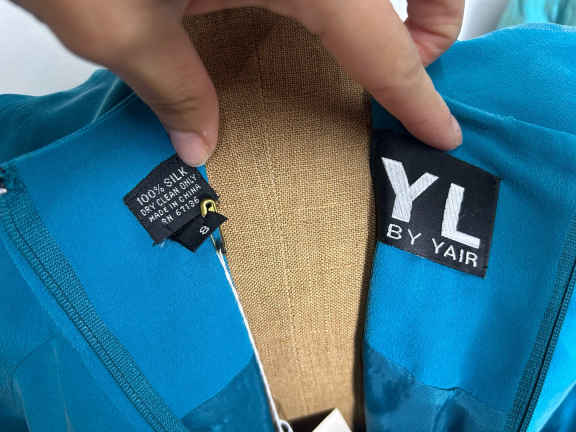 100% SILK
DRY CLEAN ONLY
MADE IN CHINA
RN 67136
8
YL
BY YAIR